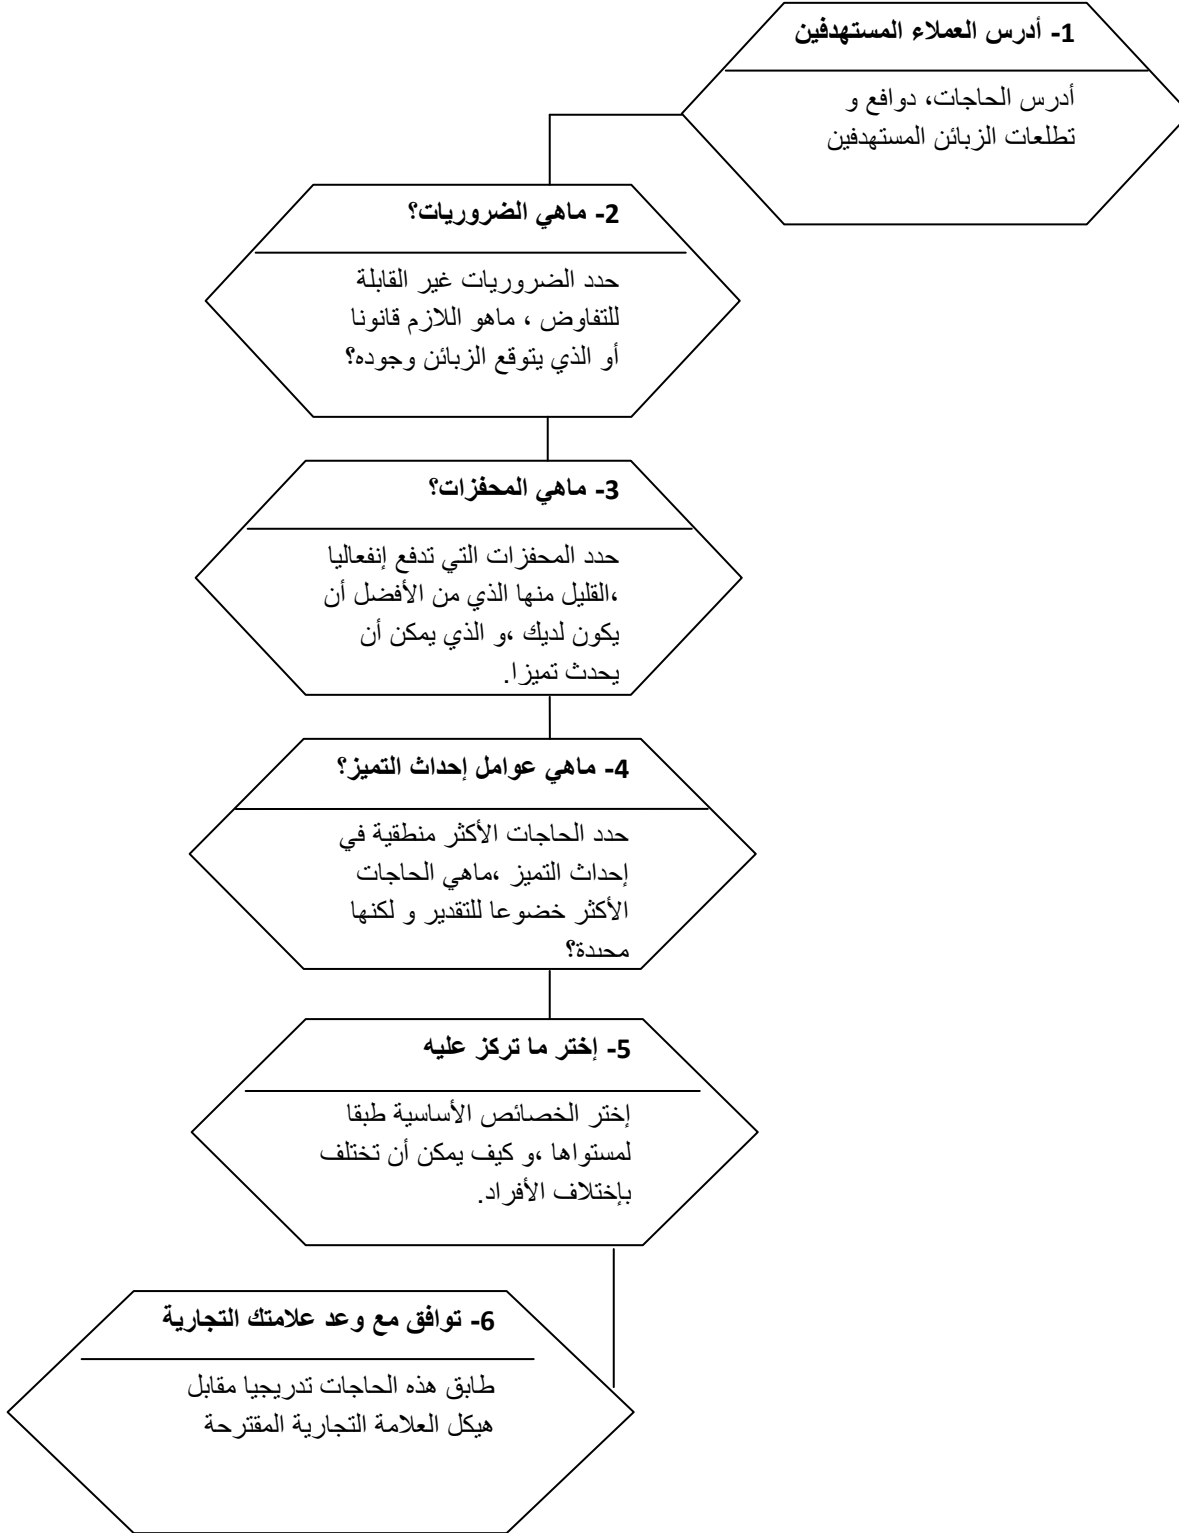 1- أدرس العملاء المستهدفين
أدرس الحاجات، دوافع و
تطلعات الزبائن المستهدفين
2- ماهي الضروريات؟
حدد الضروريات غير القابلة
للتفاوض ، ماهو اللازم قانونا
أو الذي يتوقع الزبائن وجوده؟
3- ماهي المحفزات؟
حدد المحفزات التي تدفع إنفعاليا
،القليل منها الذي من الأفضل أن
يكون لديك ،و الذي يمكن أن
يحدث تميزا.
4- ماهي عوامل إحداث التميز؟
حدد الحاجات الأكثر منطقية في
إحداث التميز ،ماهي الحاجات
الأكثر خضوعا للتقدير و لكنها
5- إختر ما تركز عليه
إختر الخصائص الأساسية طبقا
لمستواها ،و كيف يمكن أن تختلف
بإختلاف الأفراد.
6- توافق مع وعد علامتك التجارية
طابق هذه الحاجات تدريجيا مقابل
هيكل العلامة التجارية المقترحة